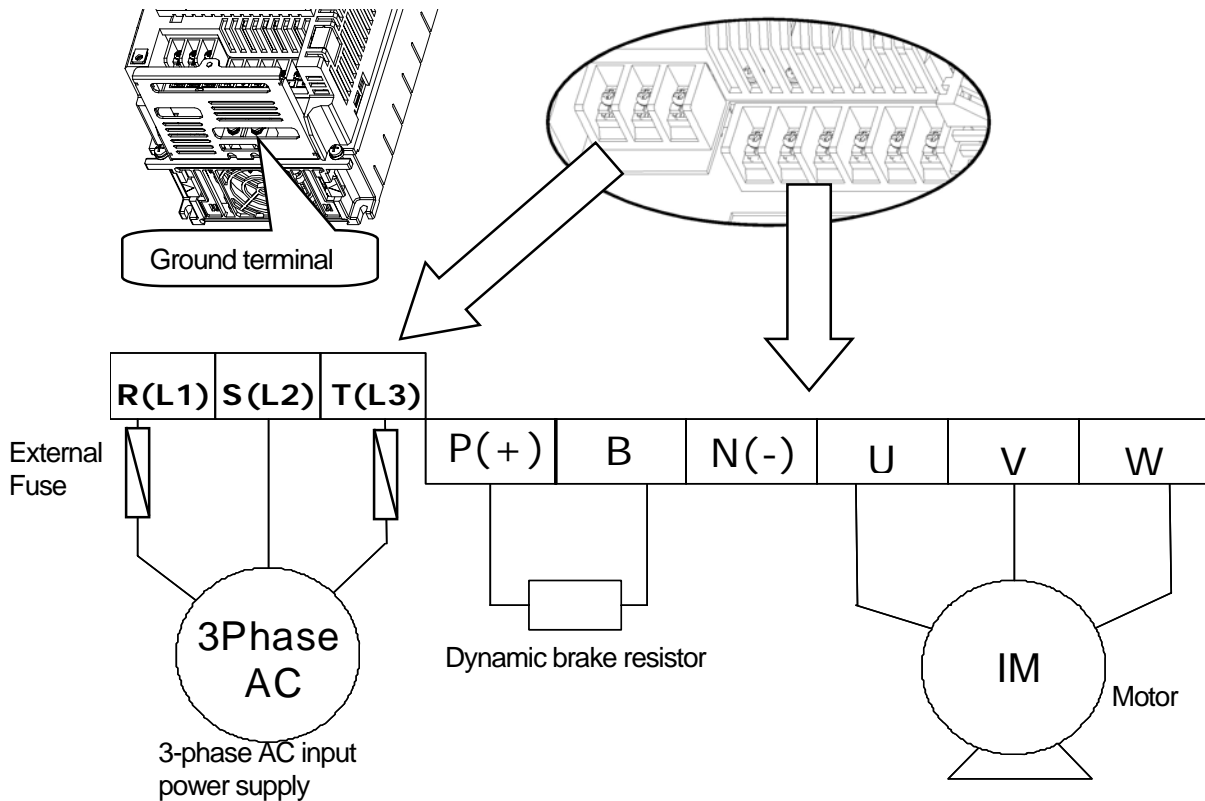 Ground terminal
R(L1) S(L2) T(L3)
P(+) B N(-) U V W
External
Fuse
3Phase
AC
3-phase AC input
power supply
Dynamic brake resistor
IM
Motor